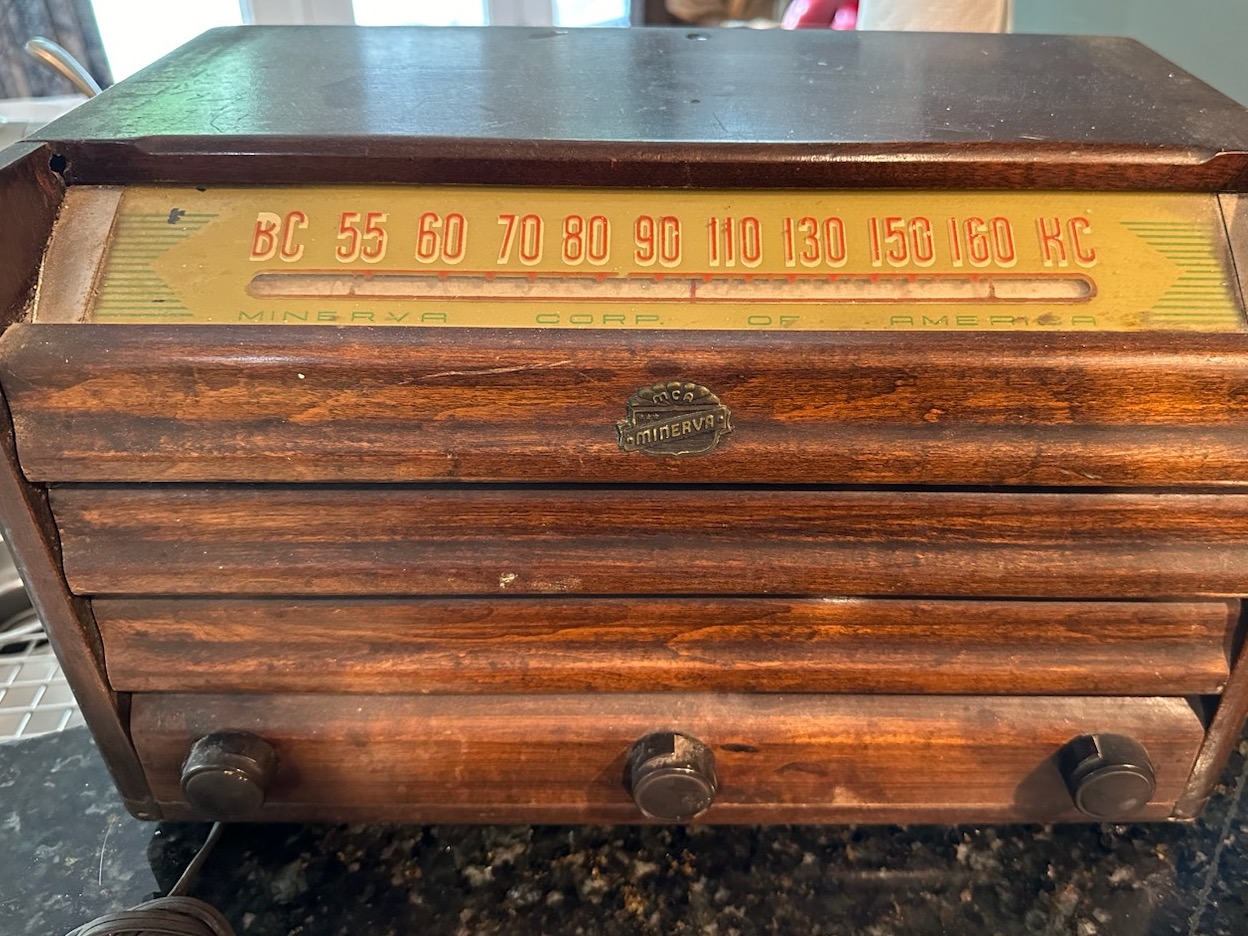 BC 55 60 70 80 90 110 130 150 160 KC
MINERVA CORP. OF AMERICA
MCA
MINERVA